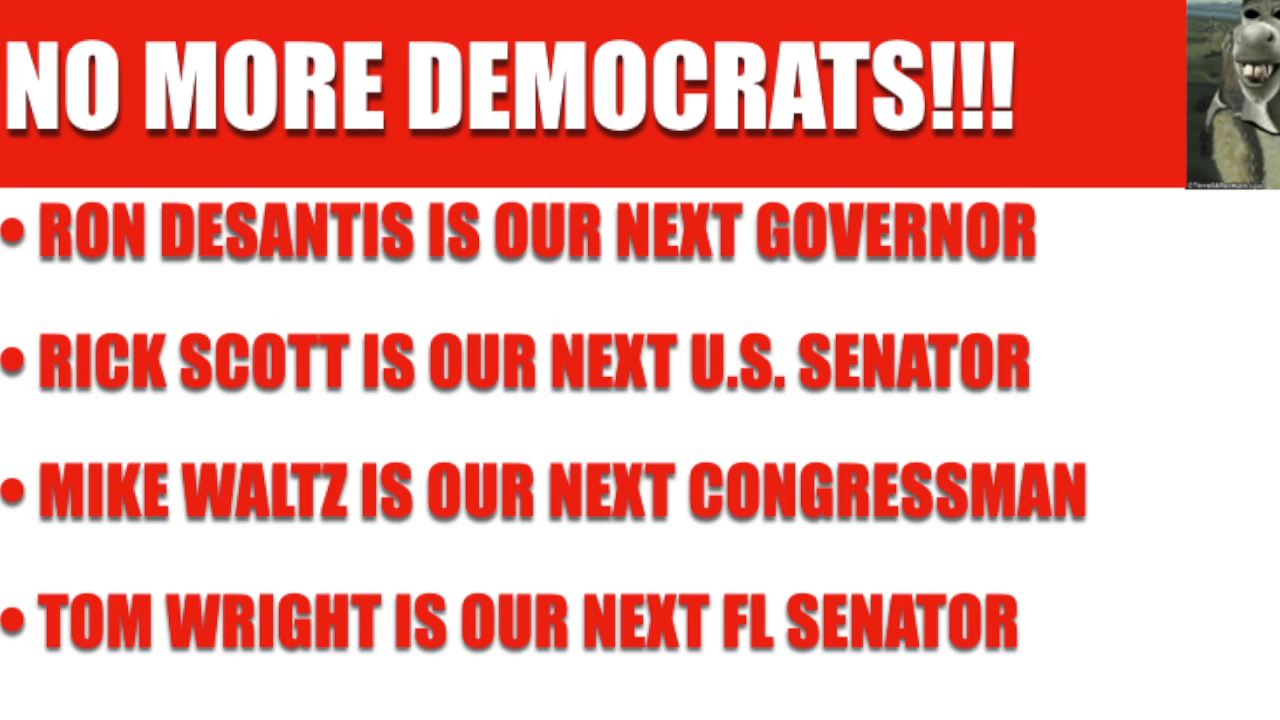 NO MORE DEMOCRATS!!!
• RON DESANTIS IS OUR NEXT GOVERNOR
• RICK SCOTT IS OUR NEXT U.S. SENATOR
• MIKE WALTZ IS OUR NEXT CONGRESSMAN
• TOM WRIGHT IS OUR NEXT FL SENATOR